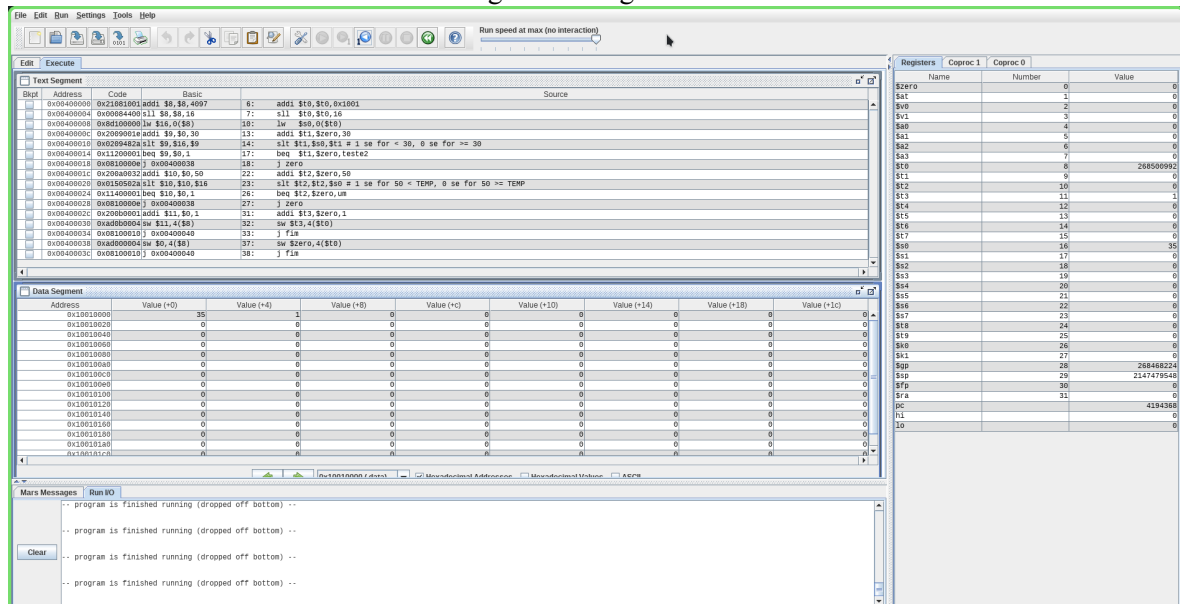 File Edit Run Settings Tools Help
Run speed at max (no interaction)
Edit Execute
Text Segment
Bkpt Address Code Basic Source
0x00400000 0x21081001 addi $8,$8,4097 6: addi $t0,$t0,0x1001
0x00400004 0x00084400 sll $8,$8,16 7: sll $t0,$t0,16
0x00400008 0x8d100000 lw $16,0($8) 10: lw $s0,0($t0)
0x0040000c 0x2009001e addi $9,$0,30 13: addi $t1,$zero,30
0x00400010 0x0209482a slt $9,$16,$9 14: slt $t1,$s0,$t1 # 1 se for < 30, 0 se for >= 30
0x00400014 0x11200001 beq $9,$0,1 17: beq $t1,$zero,teste2
0x00400018 0x0810000e j 0x00400038 18: j zero
0x0040001c 0x200a0032 addi $10,$0,50 22: addi $t2,$zero,50
0x00400020 0x0150502a slt $10,$10,$16 23: slt $t2,$t2,$s0 # 1 se for 50 < TEMP, 0 se for 50 >= TEMP
0x00400024 0x11400001 beq $10,$0,1 26: beq $t2,$zero,um
0x00400028 0x0810000e j 0x00400038 27: j zero
0x0040002c 0x200b0001 addi $11,$0,1 31: addi $t3,$zero,1
0x00400030 0xad0b0004 sw $11,4($8) 32: sw $t3,4($t0)
0x00400034 0x08100010 j 0x00400040 33: j fim
0x00400038 0xad000004 sw $0,4($8) 37: sw $zero,4($t0)
0x0040003c 0x08100010 j 0x00400040 38: j fim
Data Segment
Address Value (+0) Value (+4) Value (+8) Value (+c) Value (+10) Value (+14) Value (+18) Value (+1c)
0x10010000 35 1 0 0 0 0 0 0
0x10010020 0 0 0 0 0 0 0 0
0x10010040 0 0 0 0 0 0 0 0
0x10010060 0 0 0 0 0 0 0 0
0x10010080 0 0 0 0 0 0 0 0
0x100100a0 0 0 0 0 0 0 0 0
0x100100c0 0 0 0 0 0 0 0 0
0x100100e0 0 0 0 0 0 0 0 0
0x10010100 0 0 0 0 0 0 0 0
0x10010120 0 0 0 0 0 0 0 0
0x10010140 0 0 0 0 0 0 0 0
0x10010160 0 0 0 0 0 0 0 0
0x10010180 0 0 0 0 0 0 0 0
0x100101a0 0 0 0 0 0 0 0 0
0x100101c0 0 0 0 0 0 0 0 0
0x10010000 (.data) Hexadecimal Addresses Hexadecimal Values ASCII
Mars Messages Run I/O
-- program is finished running (dropped off bottom) --
-- program is finished running (dropped off bottom) --
Clear
-- program is finished running (dropped off bottom) --
-- program is finished running (dropped off bottom) --
Registers Coproc 1 Coproc 0
Name Number Value
$zero 0 0
$at 1 0
$v0 2 0
$v1 3 0
$a0 4 0
$a1 5 0
$a2 6 0
$a3 7 0
$t0 8 268500992
$t1 9 0
$t2 10 0
$t3 11 1
$t4 12 0
$t5 13 0
$t6 14 0
$t7 15 0
$s0 16 35
$s1 17 0
$s2 18 0
$s3 19 0
$s4 20 0
$s5 21 0
$s6 22 0
$s7 23 0
$t8 24 0
$t9 25 0
$k0 26 0
$k1 27 0
$gp 28 268468224
$sp 29 2147479548
$fp 30 0
$ra 31 0
pc 4194368
hi 0
lo 0